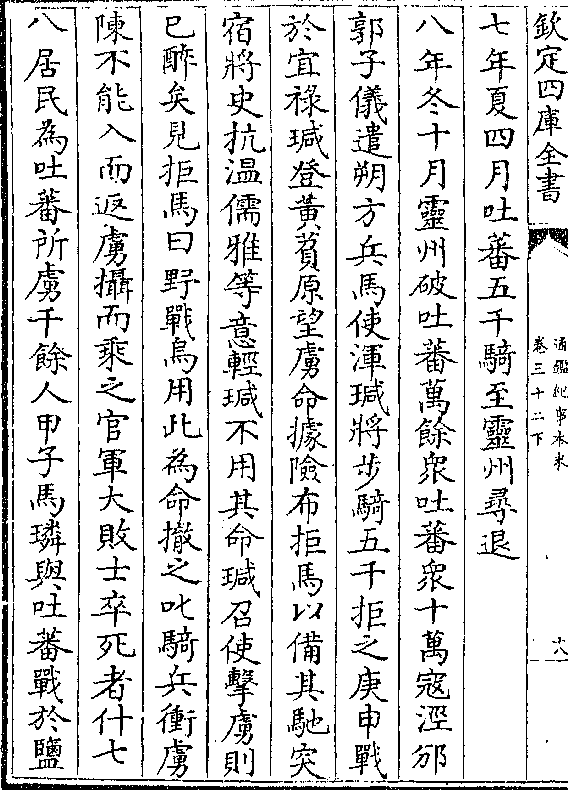 欽定四庫全書
通鑑紀事本末
卷三十二下
十八
七年夏四月吐蕃五千騎至靈州尋退
八年冬十月靈州破吐蕃萬餘衆吐蕃衆十萬寇涇邠
郭子儀遣朔方兵馬使渾瑊將步騎五千拒之庚申戰
於宜祿瑊登黃萯原望虜命據險布拒馬以備其馳突
宿將史抗温儒雅等意輕瑊不用其命瑊召使擊虜則
已醉矣見拒馬曰野戰烏用此為命撤之叱騎兵衝虜
陳不能入而返虜攝而乘之官軍大敗士卒死者什七
八居民為吐蕃所虜千餘人甲子馬璘與吐蕃戰於鹽